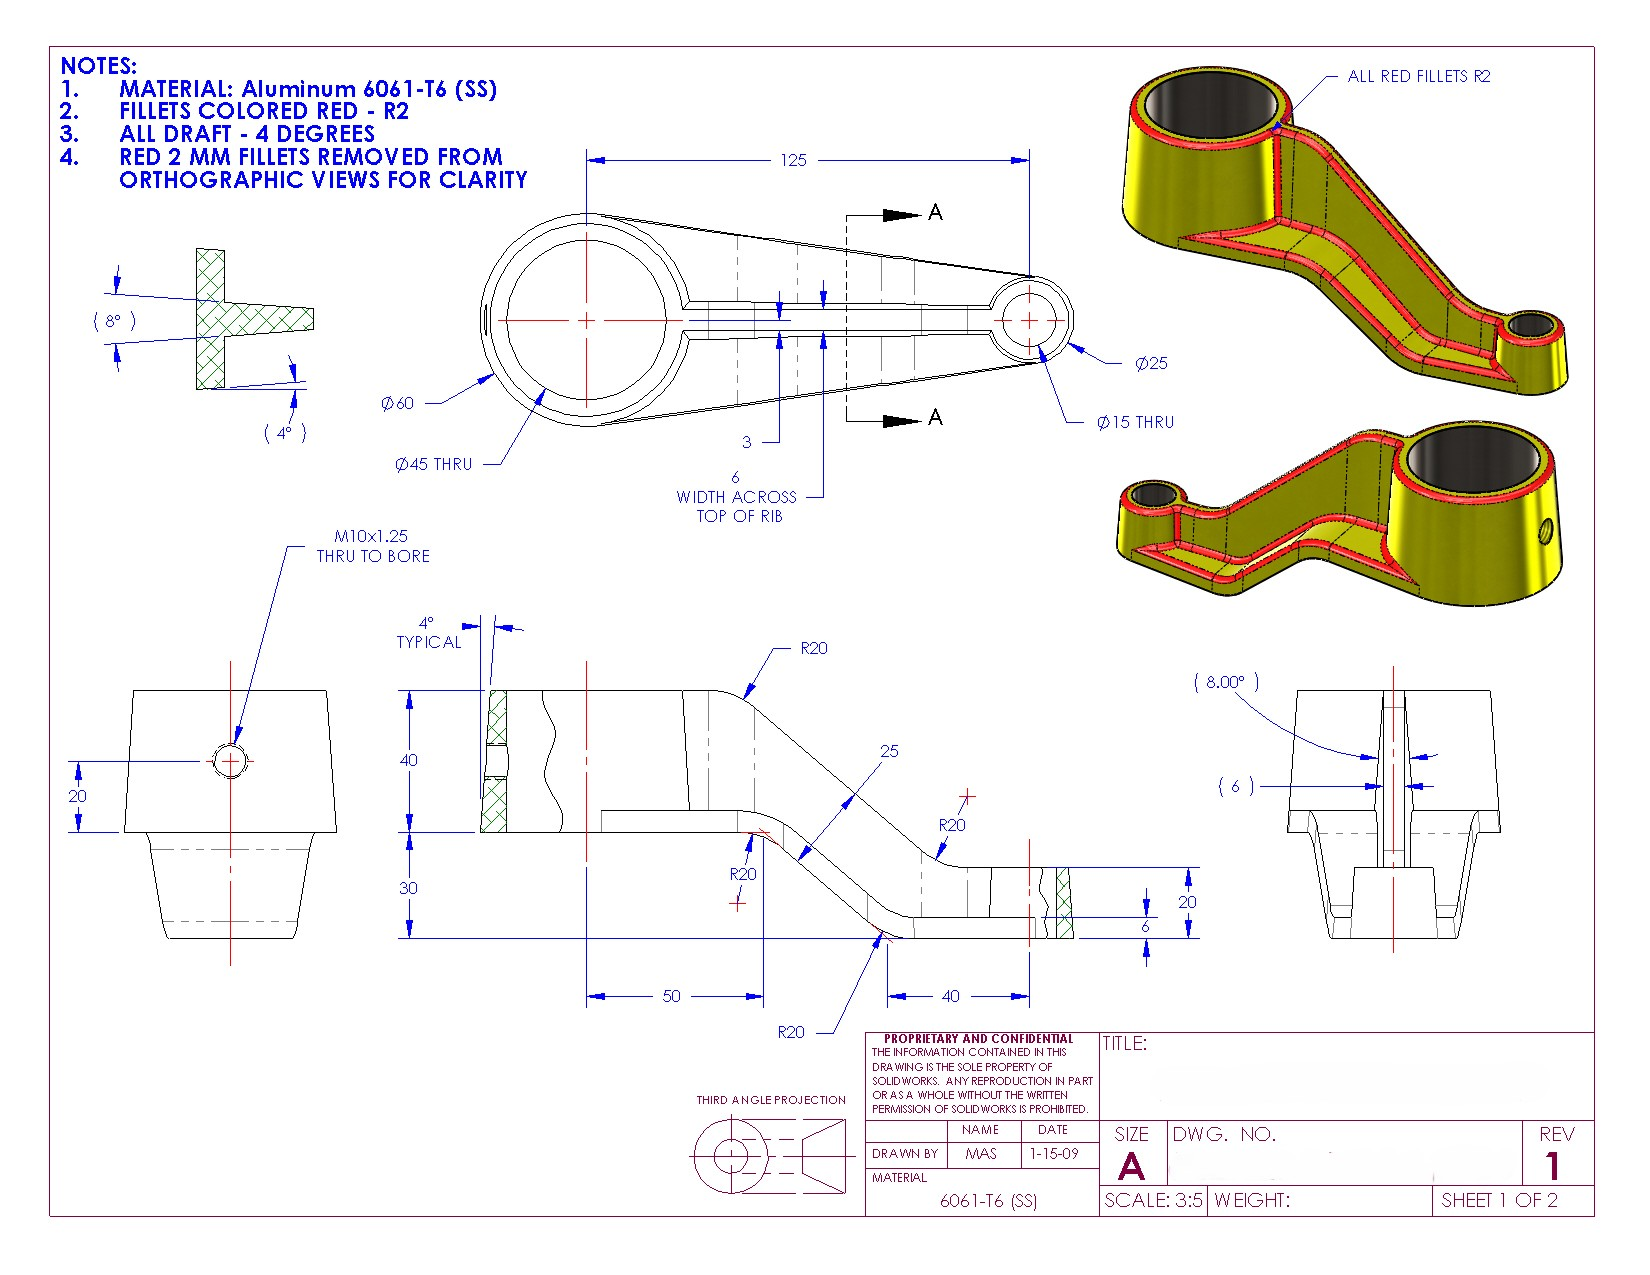 NOTES:
1. MATERIAL: Aluminum 6061-T6 (SS)
2. FILLETS COLORED RED - R2
3. ALL DRAFT - 4 DEGREES
4. RED 2 MM FILLETS REMOVED FROM
ORTHOGRAPHIC VIEWS FOR CLARITY
ALL RED FILLETS R2
125
A
A
( 8° )
( 4° )
Ø60
Ø45 THRU
3
6
WIDTH ACROSS
TOP OF RIB
Ø25
Ø15 THRU
M10x1.25
THRU TO BORE
20
4°
TYPICAL
40
30
R20
25
R20
R20
R20
50
40
20
6
( 8.00° )
( 6 )
THIRD ANGLE PROJECTION
PROPRIETARY AND CONFIDENTIAL
THE INFORMATION CONTAINED IN THIS
DRAWING IS THE SOLE PROPERTY OF
SOLIDWORKS. ANY REPRODUCTION IN PART
OR AS A WHOLE WITHOUT THE WRITTEN
PERMISSION OF SOLIDWORKS IS PROHIBITED.
NAME DATE
DRAWN BY MAS 1-15-09
MATERIAL
6061-T6 (SS)
TITLE:
SIZE DWG. NO. REV
A 1
SCALE: 3:5 WEIGHT: SHEET 1 OF 2